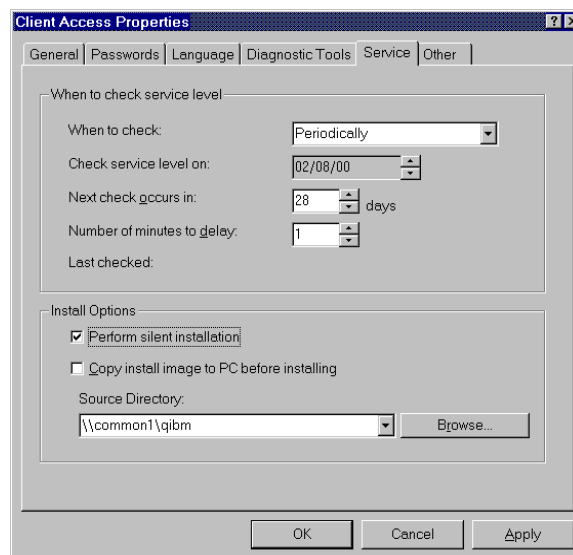 Client Access Properties
General Passwords Language Diagnostic Tools Service Other
When to check service level
When to check: Periodically
Check service level on: 02/08/00
Next check occurs in: 28 days
Number of minutes to delay: 1
Last checked:
Install Options
Perform silent installation
Copy install image to PC before installing
Source Directory:
\\common1\qibm Browse...
OK Cancel Apply